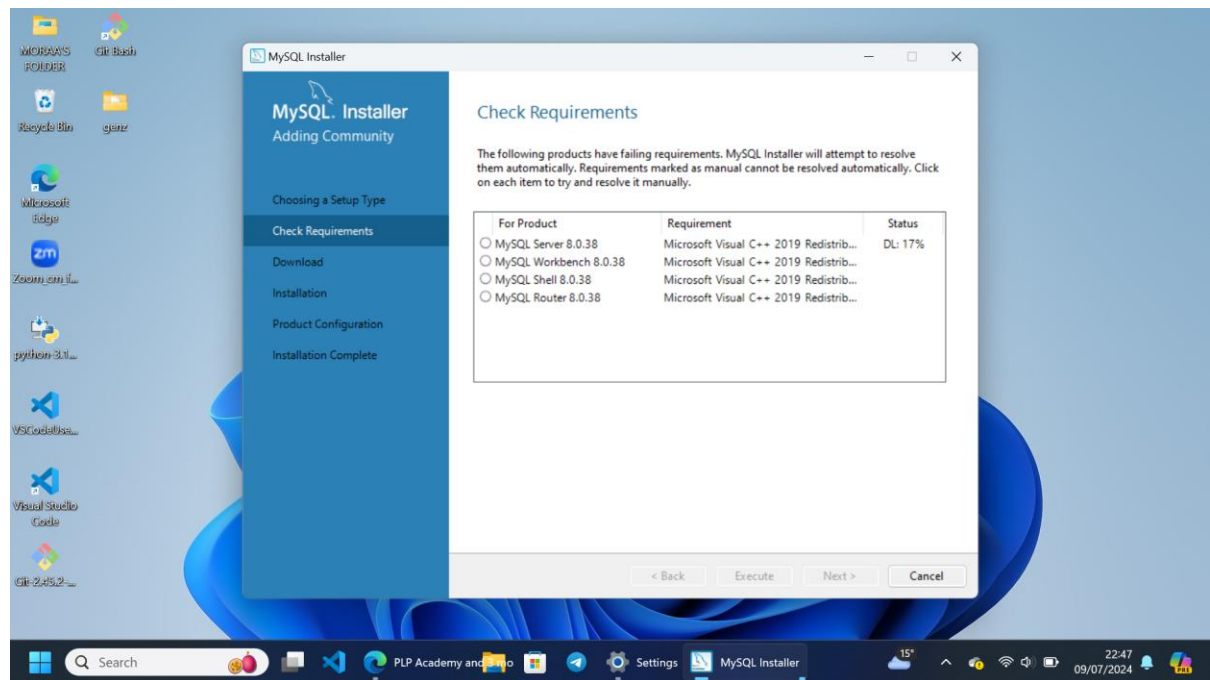 MORAA'S
FOLDER
Git Bash
Recycle Bin
Microsoft
Edge
zm
Zoom_cm_f...
python-3.1...
VSCodeUse...
Visual Studio
Code
Git-2.45.2-...
MySQL Installer
MySQL. Installer
Adding Community
Choosing a Setup Type
Check Requirements
Download
Installation
Product Configuration
Installation Complete
Check Requirements
The following products have failing requirements. MySQL Installer will attempt to resolve
them automatically. Requirements marked as manual cannot be resolved automatically. Click
on each item to try and resolve it manually.
For Product Requirement Status
MySQL Server 8.0.38 Microsoft Visual C++ 2019 Redistrib... DL: 17%
MySQL Workbench 8.0.38 Microsoft Visual C++ 2019 Redistrib...
MySQL Shell 8.0.38 Microsoft Visual C++ 2019 Redistrib...
MySQL Router 8.0.38 Microsoft Visual C++ 2019 Redistrib...
< Back Execute Next > Cancel
Search
PLP Academy and 3 mo
Settings
MySQL Installer
15°
22:47
09/07/2024
PRE